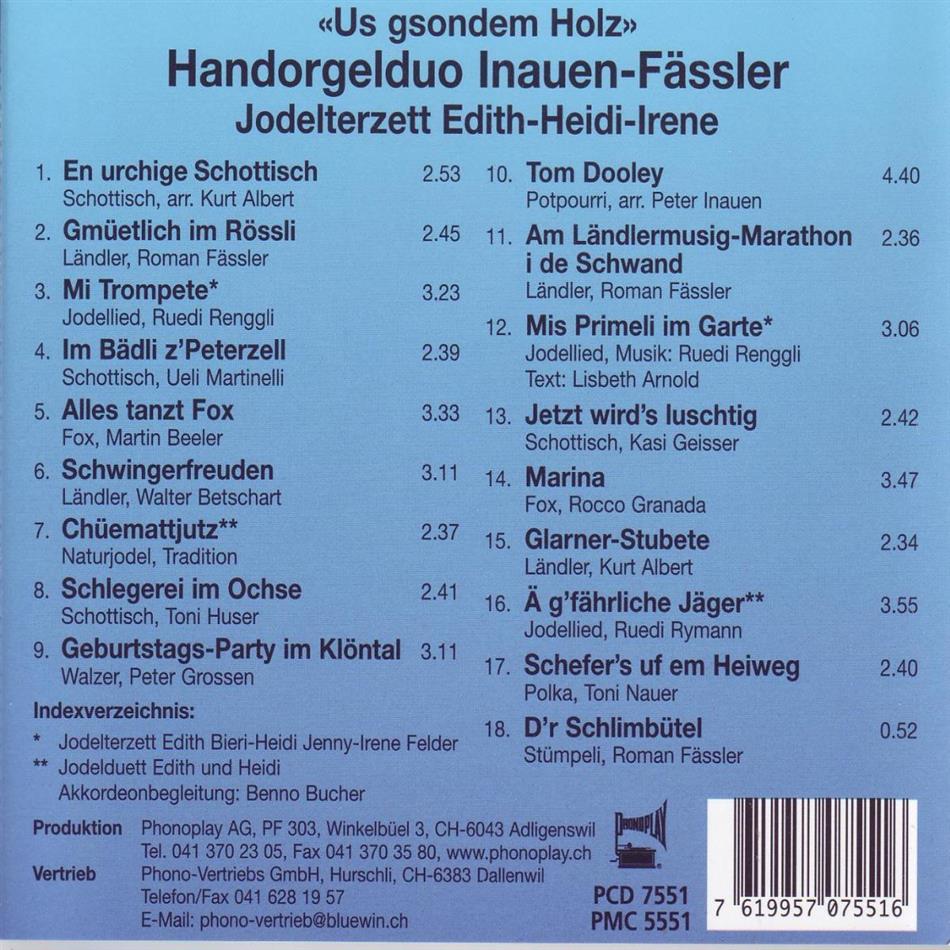 «Us gsondem Holz»
Handorgelduo Inauen-Fässler
Jodelterzett Edith-Heidi-Irene
1. En urchige Schottisch 2.53
Schottisch, arr. Kurt Albert
2. Gmüetlich im Rössli 2.45
Ländler, Roman Fässler
3. Mi Trompete* 3.23
Jodellied, Ruedi Renggli
4. Im Bädli z'Peterzell 2.39
Schottisch, Ueli Martinelli
5. Alles tanzt Fox 3.33
Fox, Martin Beeler
6. Schwingerfreuden 3.11
Ländler, Walter Betschart
7. Chüemattjutz** 2.37
Naturjodel, Tradition
8. Schlegerei im Ochse 2.41
Schottisch, Toni Huser
9. Geburtstags-Party im Klöntal 3.11
Walzer, Peter Grossen
10. Tom Dooley 4.40
Potpourri, arr. Peter Inauen
11. Am Ländlermusig-Marathon 2.36
i de Schwand
Ländler, Roman Fässler
12. Mis Primeli im Garte* 3.06
Jodellied, Musik: Ruedi Renggli
Text: Lisbeth Arnold
13. Jetzt wird's luschtig 2.42
Schottisch, Kasi Geisser
14. Marina 3.47
Fox, Rocco Granada
15. Glarner-Stubete 2.34
Ländler, Kurt Albert
16. Ä g'fährliche Jäger** 3.55
Jodellied, Ruedi Rymann
17. Schefer's uf em Heiweg 2.40
Polka, Toni Nauer
18. D'r Schlimbütel 0.52
Stümpeli, Roman Fässler
Indexverzeichnis:
* Jodelterzett Edith Bieri-Heidi Jenny-Irene Felder
** Jodelduett Edith und Heidi
Akkordeonbegleitung: Benno Bucher
Produktion Phonoplay AG, PF 303, Winkelbüel 3, CH-6043 Adligenswil
Tel. 041 370 23 05, Fax 041 370 35 80, www.phonoplay.ch
Vertrieb Phono-Vertriebs GmbH, Hurschli, CH-6383 Dallenwil
Telefon/Fax 041 628 19 57
E-Mail: phono-vertrieb@bluewin.ch
PHONOPLAY
PCD 7551
PMC 5551
7 619957 075516